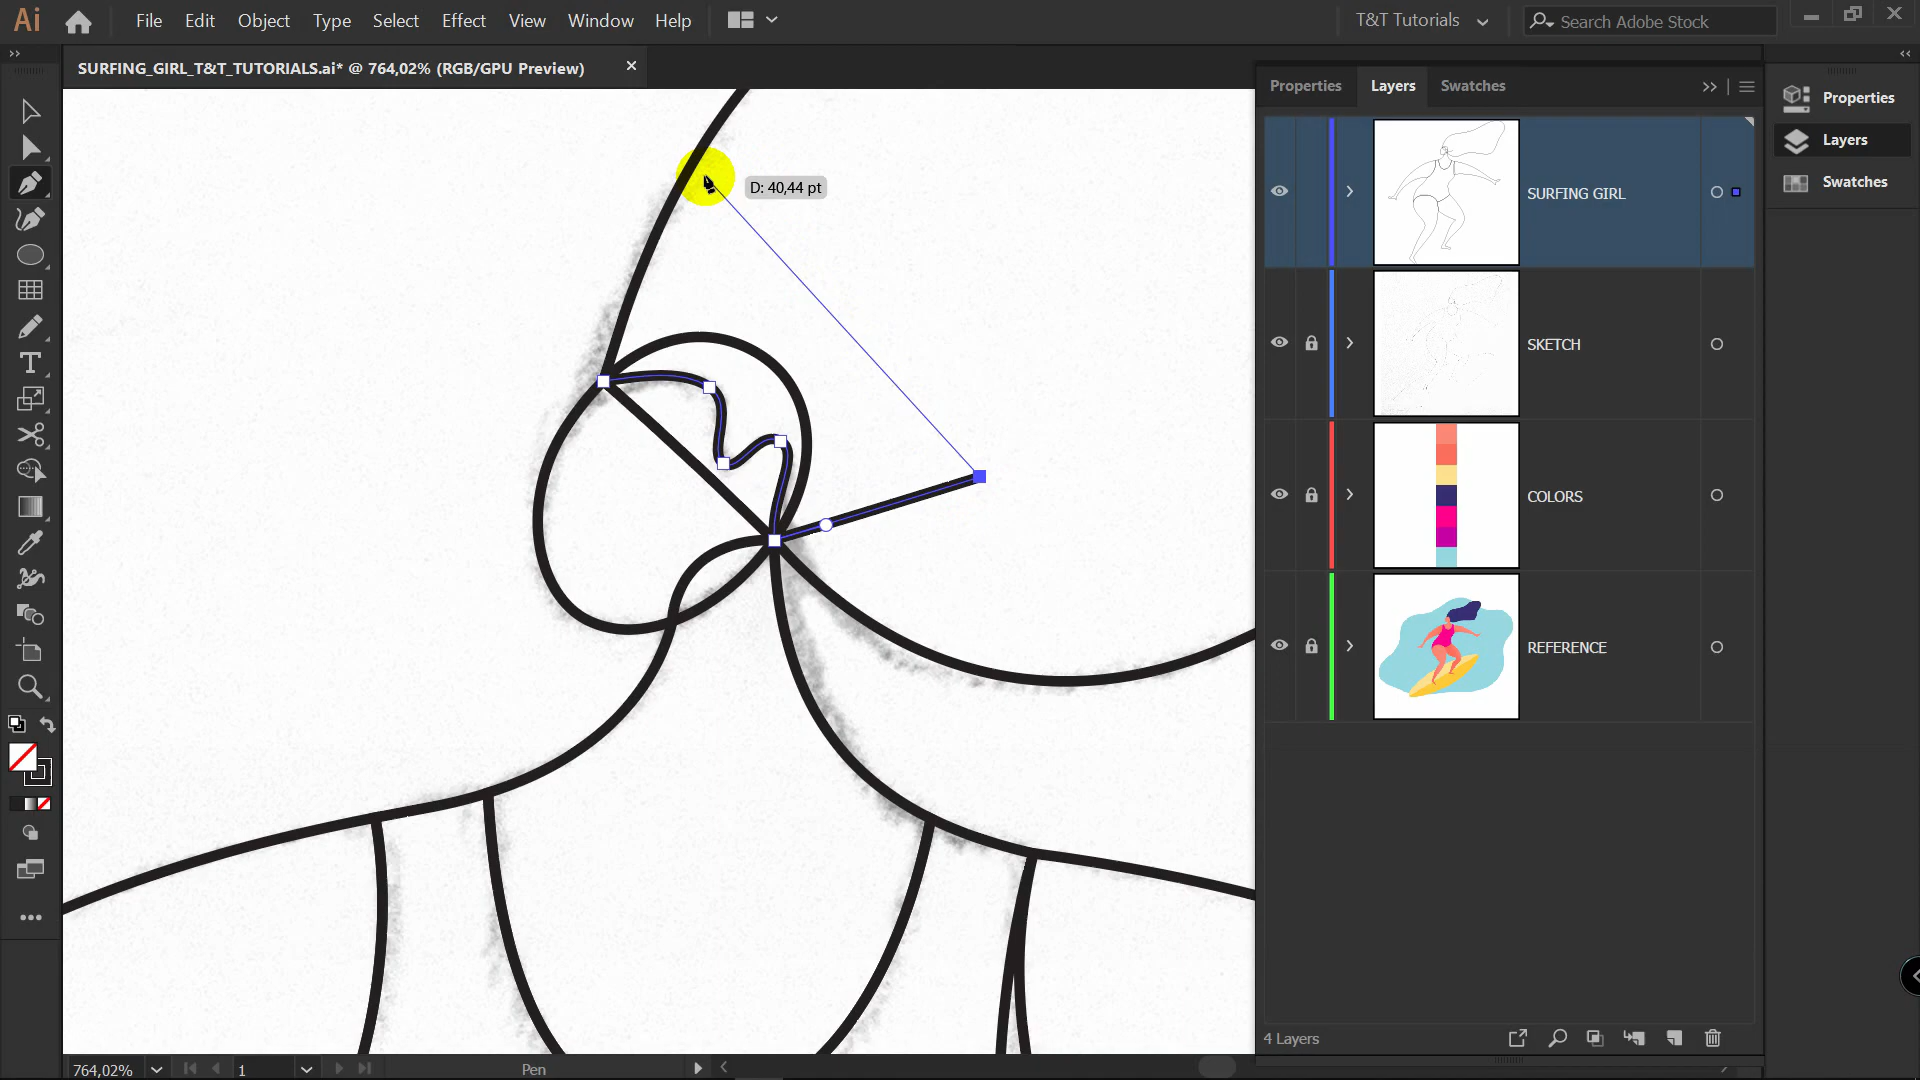 Ai File Edit Object Type Select Effect View Window Help T&T Tutorials Search Adobe Stock
SURFING_GIRL_T&T_TUTORIALS.ai* @ 764,02% (RGB/GPU Preview)
Properties Layers Swatches
Properties
Layers
Swatches
D: 40,44 pt
SURFING GIRL
SKETCH
COLORS
REFERENCE
4 Layers
764,02% 1 Pen